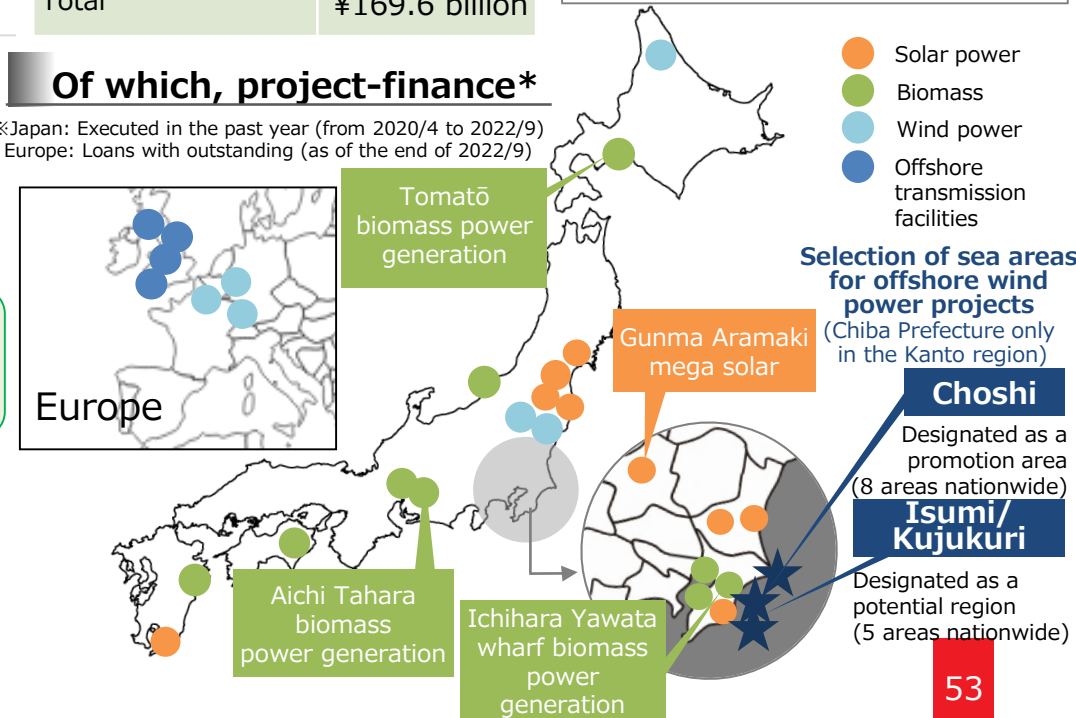 Total
¥169.6 billion
Of which, project-finance*
※Japan: Executed in the past year (from 2020/4 to 2022/9)
Europe: Loans with outstanding (as of the end of 2022/9)
Solar power
Biomass
Wind power
Offshore
transmission
facilities
Tomatō
biomass power
generation
Selection of sea areas
for offshore wind
power projects
(Chiba Prefecture only
in the Kanto region)
Gunma Aramaki
mega solar
Europe
Choshi
Designated as a
promotion area
(8 areas nationwide)
Isumi/
Kujukuri
Designated as a
potential region
(5 areas nationwide)
Aichi Tahara
biomass
power generation
Ichihara Yawata
wharf biomass
power
generation
53